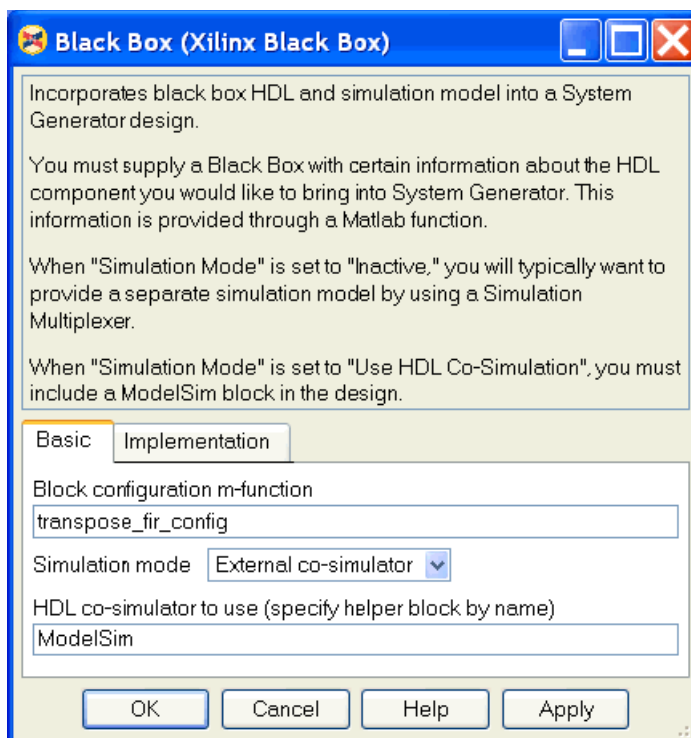 Black Box (Xilinx Black Box)
Incorporates black box HDL and simulation model into a System
Generator design.
You must supply a Black Box with certain information about the HDL
component you would like to bring into System Generator. This
information is provided through a Matlab function.
When "Simulation Mode" is set to "Inactive," you will typically want to
provide a separate simulation model by using a Simulation
Multiplexer.
When "Simulation Mode" is set to "Use HDL Co-Simulation", you must
include a ModelSim block in the design.
Basic Implementation
Block configuration m-function
transpose_fir_config
Simulation mode External co-simulator
HDL co-simulator to use (specify helper block by name)
ModelSim
OK Cancel Help Apply